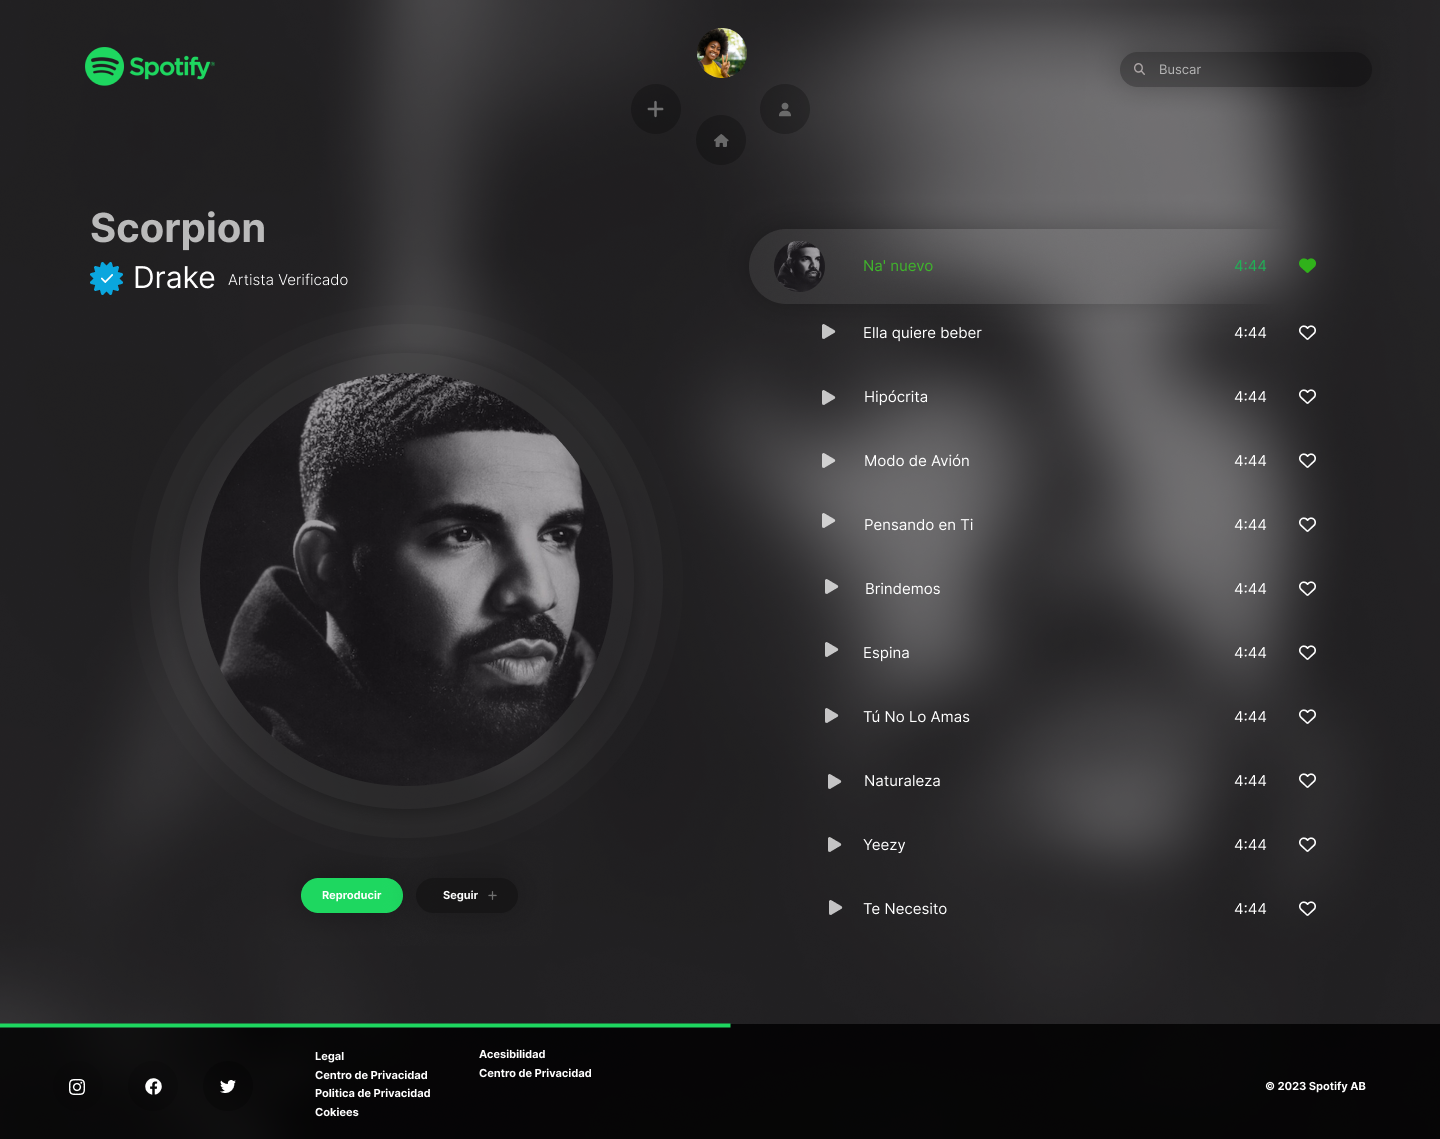 Spotify
Buscar
Scorpion
Drake Artista Verificado
Na' nuevo 4:44
Ella quiere beber 4:44
Hipócrita 4:44
Modo de Avión 4:44
Pensando en Ti 4:44
Brindemos 4:44
Espina 4:44
Tú No Lo Amas 4:44
Naturaleza 4:44
Yeezy 4:44
Te Necesito 4:44
Reproducir
Seguir +
Legal
Centro de Privacidad
Politica de Privacidad
Cokiees
Acesibilidad
Centro de Privacidad
© 2023 Spotify AB